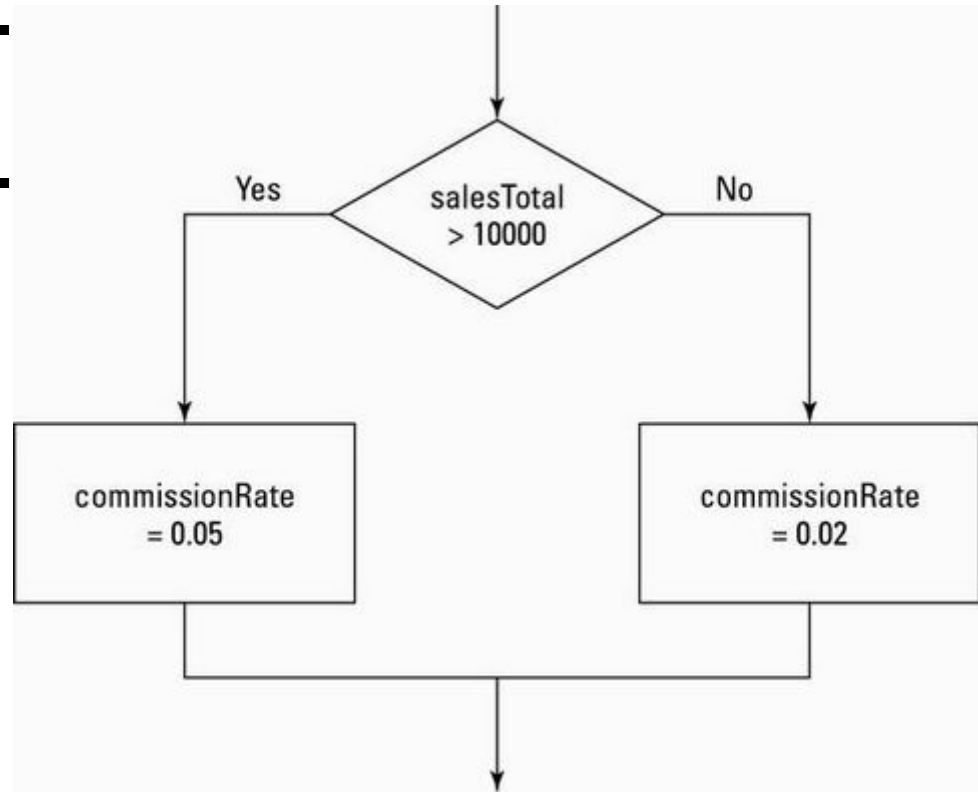 Yes
salesTotal
> 10000
No
commissionRate
= 0.05
commissionRate
= 0.02